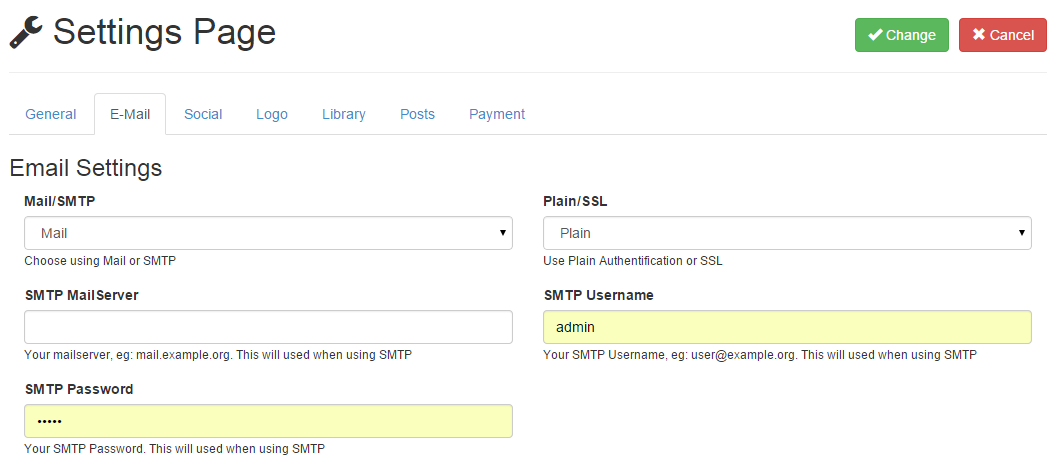 Settings Page
Change
Cancel
General
E-Mail
Social
Logo
Library
Posts
Payment
Email Settings
Mail/SMTP
Plain/SSL
Mail
Plain
Choose using Mail or SMTP
Use Plain Authentification or SSL
SMTP MailServer
SMTP Username
admin
Your mailserver, eg: mail.example.org. This will used when using SMTP
Your SMTP Username, eg: user@example.org. This will used when using SMTP
SMTP Password
•••••
Your SMTP Password. This will used when using SMTP